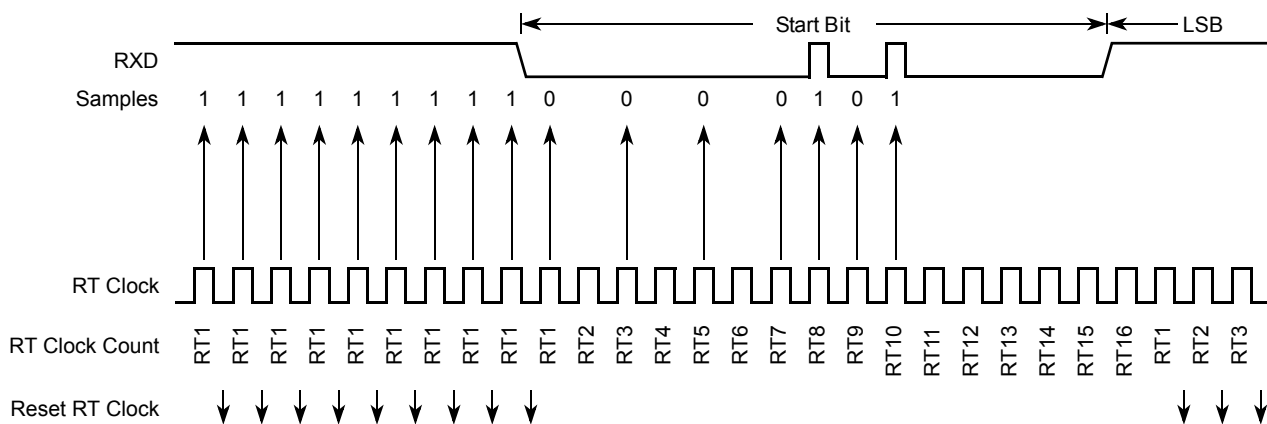 Start Bit LSB
RXD
Samples 1 1 1 1 1 1 1 1 1 0 0 0 0 1 0 1
RT Clock
RT Clock Count RT1 RT1 RT1 RT1 RT1 RT1 RT1 RT1 RT1 RT1 RT2 RT3 RT4 RT5 RT6 RT7 RT8 RT9 RT10 RT11 RT12 RT13 RT14 RT15 RT16 RT1 RT2 RT3
Reset RT Clock